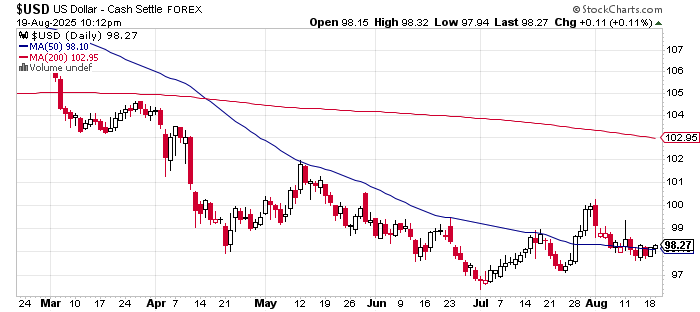 $USD US Dollar - Cash Settle FOREX
© StockCharts.com
19-Aug-2025 10:12pm
Open 98.15 High 98.32 Low 97.94 Last 98.27 Chg +0.11 (+0.11%)
$USD (Daily) 98.27
MA(50) 98.10
MA(200) 102.95
Volume undef
107
106
105
104
103
102.95
102
101
100
99
98.27
97
24 Mar 10 17 24 Apr 7 14 21 May 12 19 Jun 9 16 23 Jul 7 14 21 28 Aug 11 18